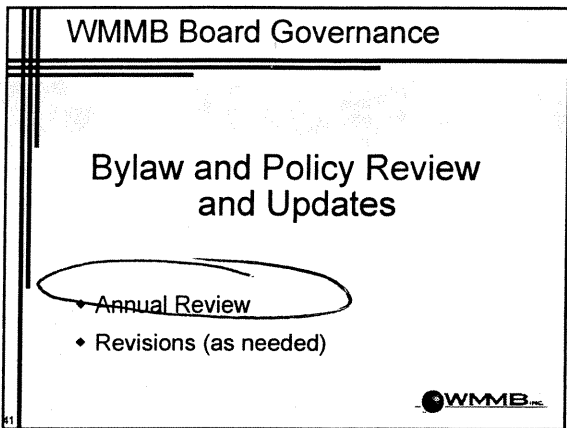 WMMB Board Governance
Bylaw and Policy Review
and Updates
◆ Annual Review
◆ Revisions (as needed)
WMMB INC.
41